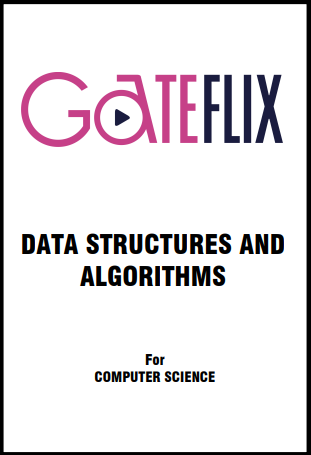 GATEFLIX
DATA STRUCTURES AND
ALGORITHMS
For
COMPUTER SCIENCE